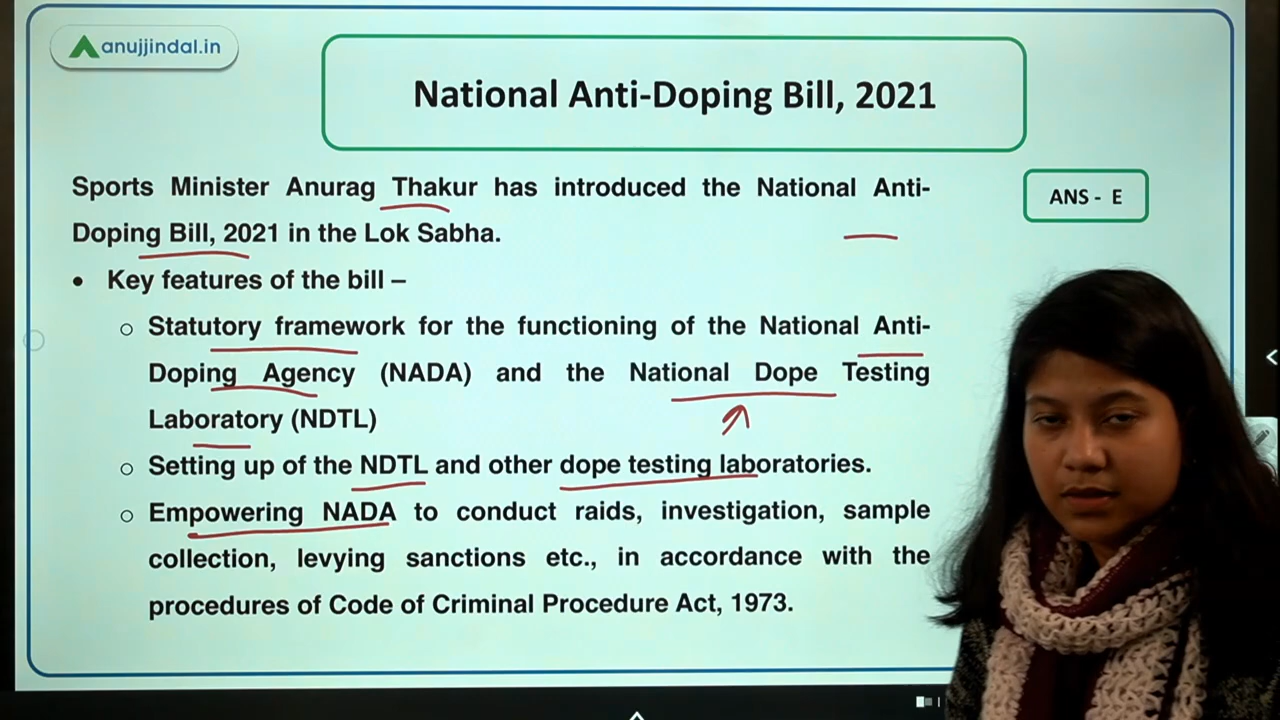 anujjindal.in
National Anti-Doping Bill, 2021
Sports Minister Anurag Thakur has introduced the National Anti-
Doping Bill, 2021 in the Lok Sabha.
ANS - E
• Key features of the bill –
○ Statutory framework for the functioning of the National Anti-
Doping Agency (NADA) and the National Dope Testing
Laboratory (NDTL)
○ Setting up of the NDTL and other dope testing laboratories.
○ Empowering NADA to conduct raids, investigation, sample
collection, levying sanctions etc., in accordance with the
procedures of Code of Criminal Procedure Act, 1973.